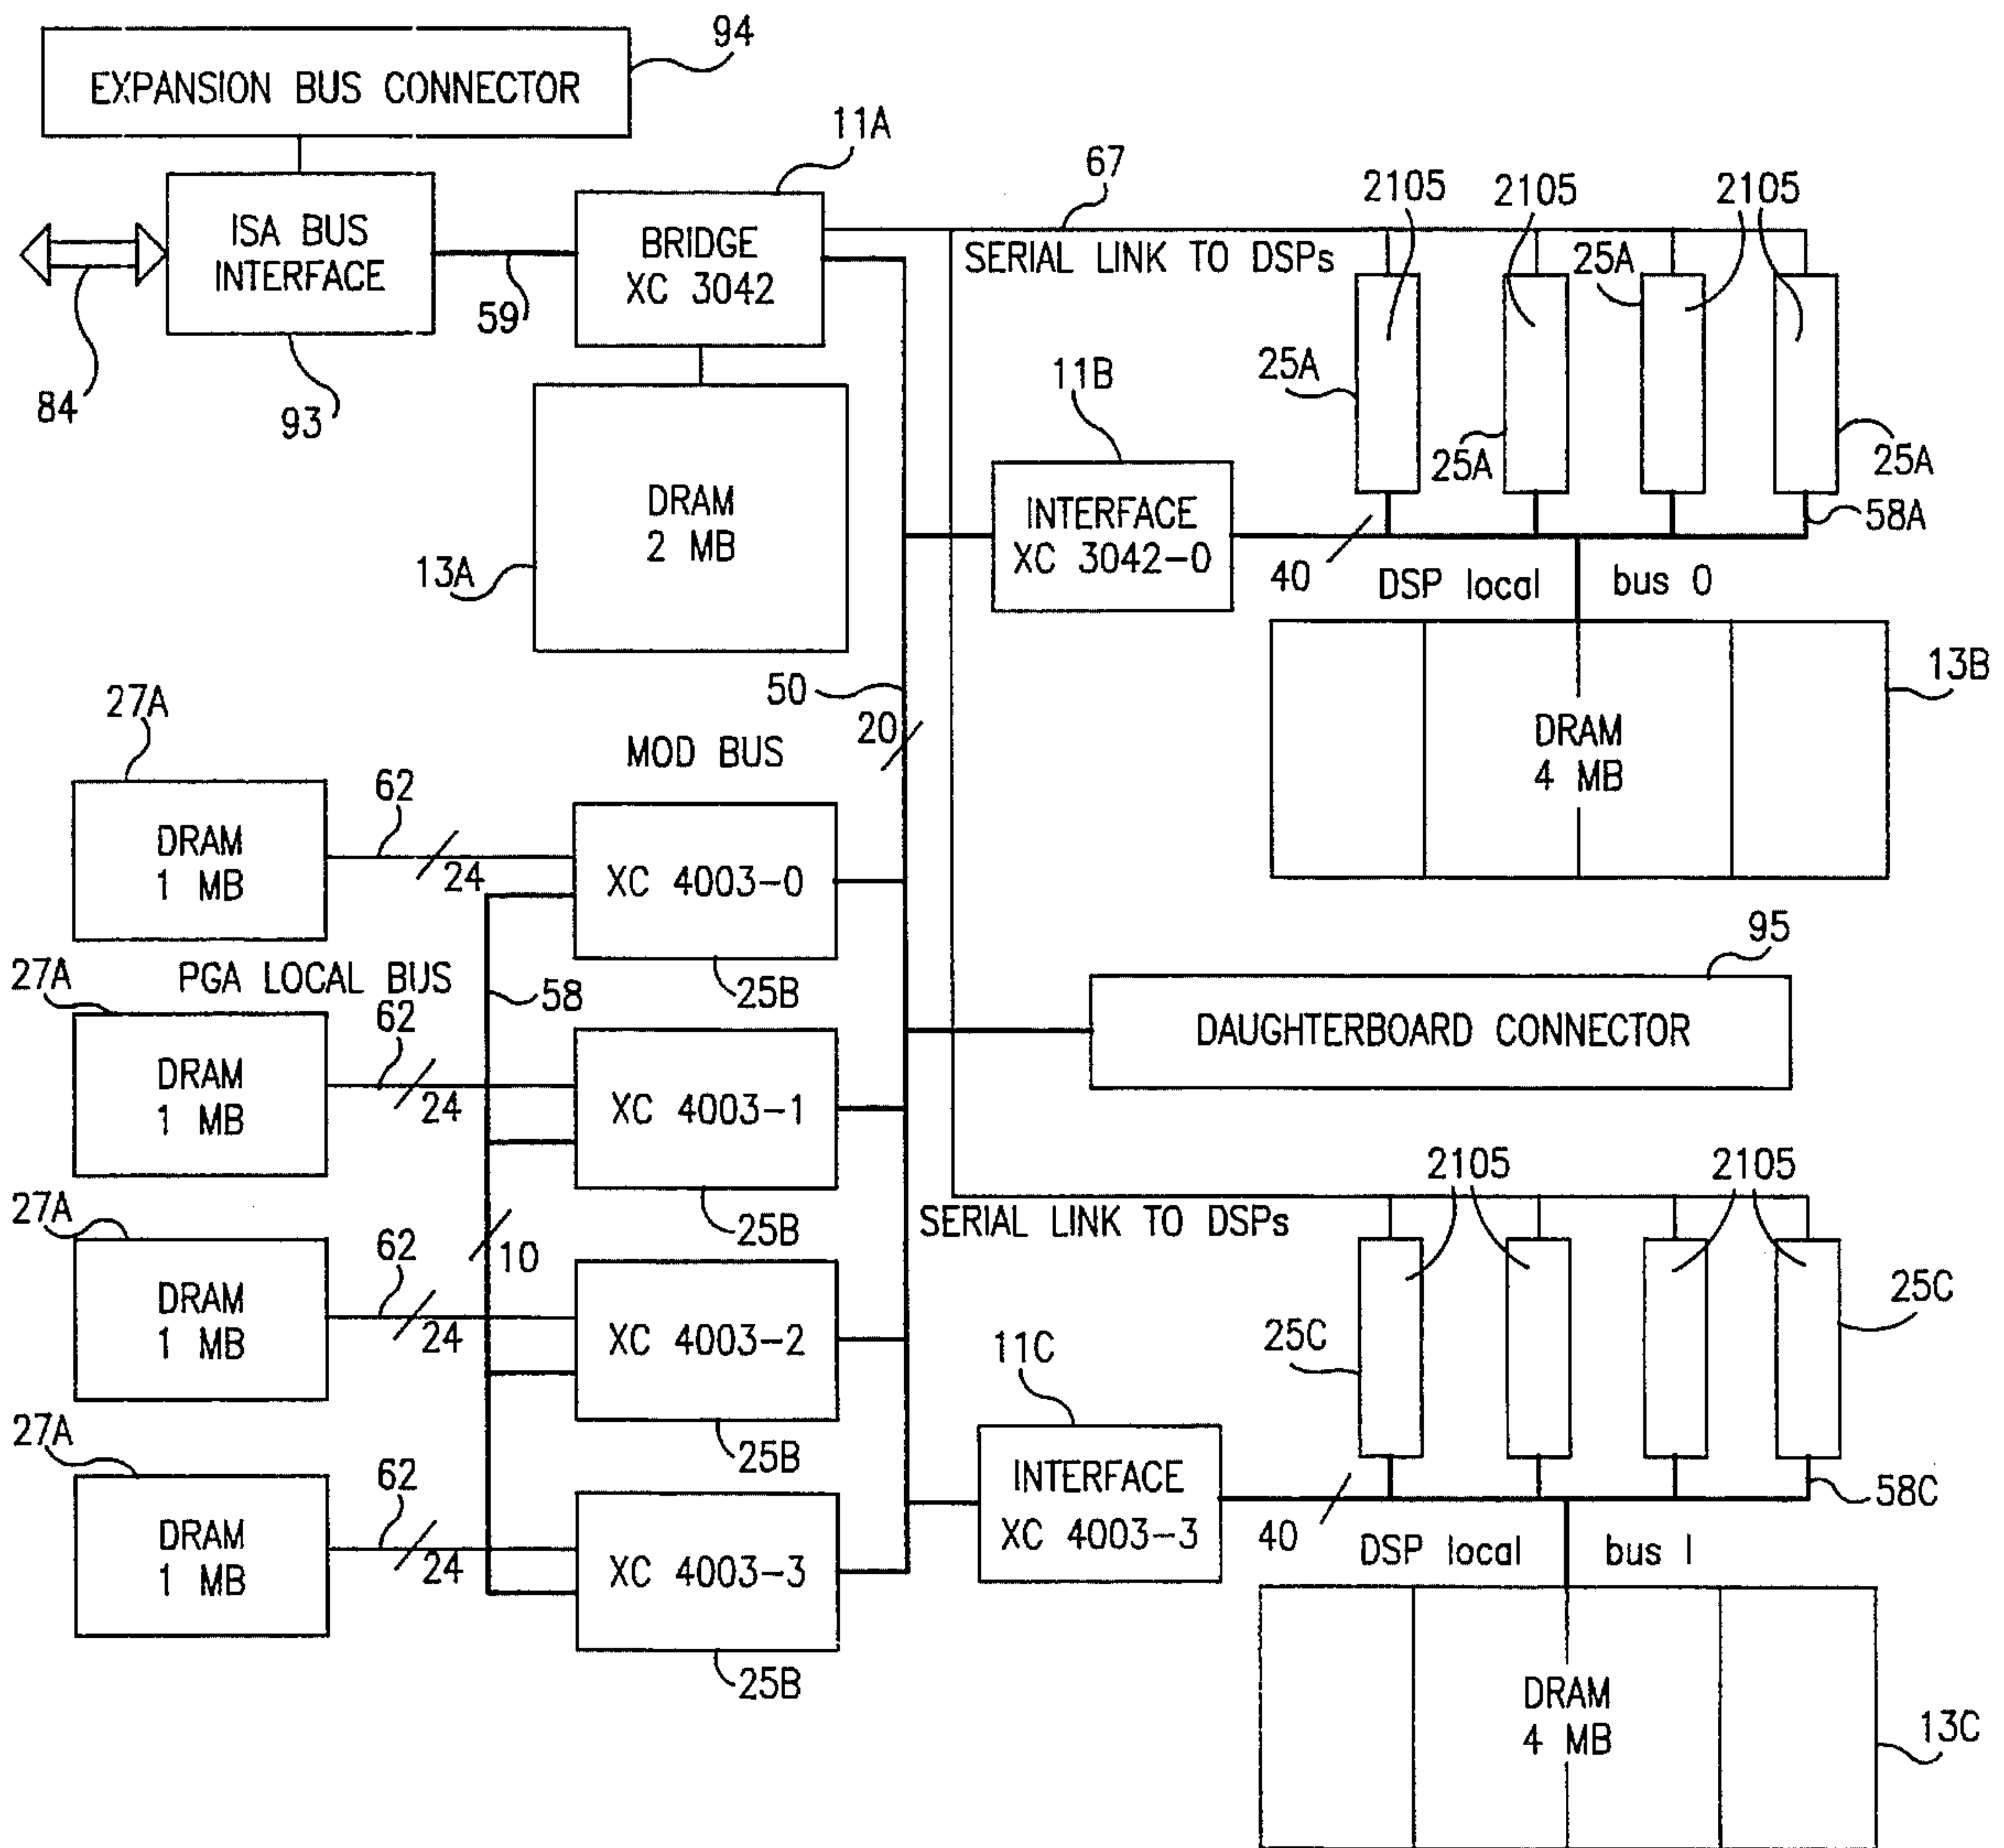 94
EXPANSION BUS CONNECTOR
11A
67
2105
2105
2105
ISA BUS
INTERFACE
BRIDGE
XC 3042
SERIAL LINK TO DSPs
25A
59
84
93
11B
25A
25A
25A
DRAM
2 MB
13A
INTERFACE
XC 3042-0
58A
40
DSP local
bus 0
50
20
13B
27A
MOD BUS
DRAM
4 MB
62
DRAM
1 MB
24
XC 4003-0
95
27A
PGA LOCAL BUS
58
25B
62
DAUGHTERBOARD CONNECTOR
DRAM
1 MB
24
XC 4003-1
2105
2105
27A
25B
SERIAL LINK TO DSPs
62
10
DRAM
1 MB
24
XC 4003-2
25C
25C
11C
27A
25B
62
INTERFACE
XC 4003-3
58C
40
DSP local
bus I
DRAM
1 MB
24
XC 4003-3
25B
DRAM
4 MB
13C